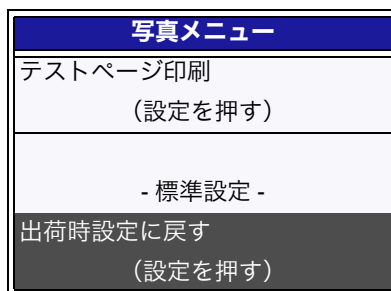 写真メニュー
テストページ印刷
（設定を押す）
- 標準設定 -
出荷時設定に戻す
（設定を押す）